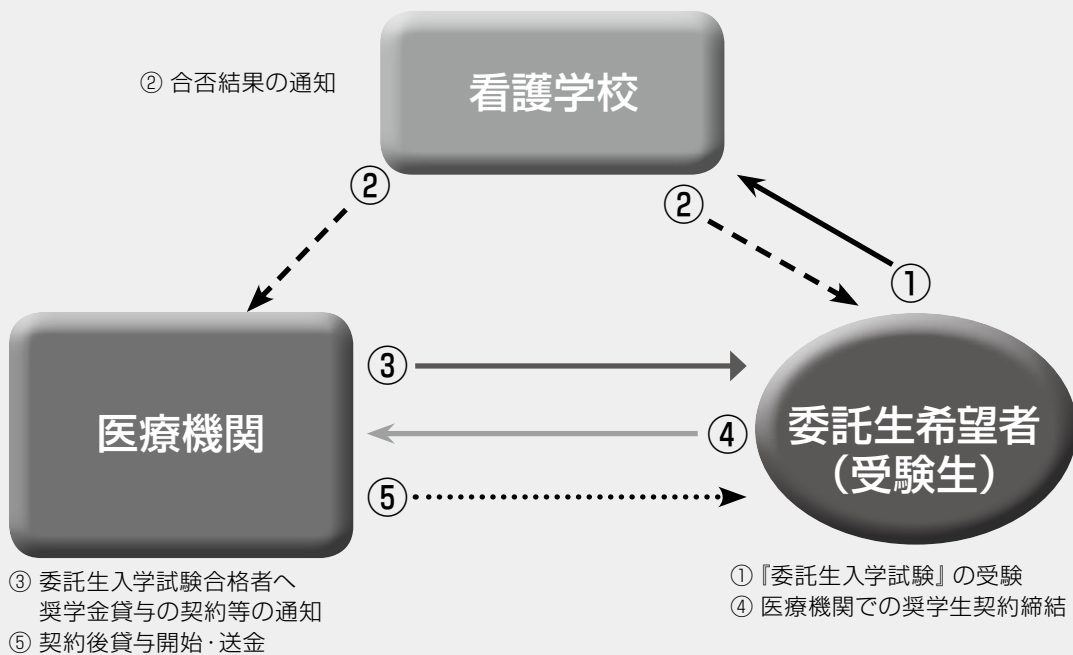 ② 合否結果の通知
看護学校
②
②
①
③
医療機関
④
委託生希望者
（受験生）
⑤
③ 委託生入学試験合格者へ
奨学金貸与の契約等の通知
⑤ 契約後貸与開始・送金
①『委託生入学試験』の受験
④ 医療機関での奨学生契約締結